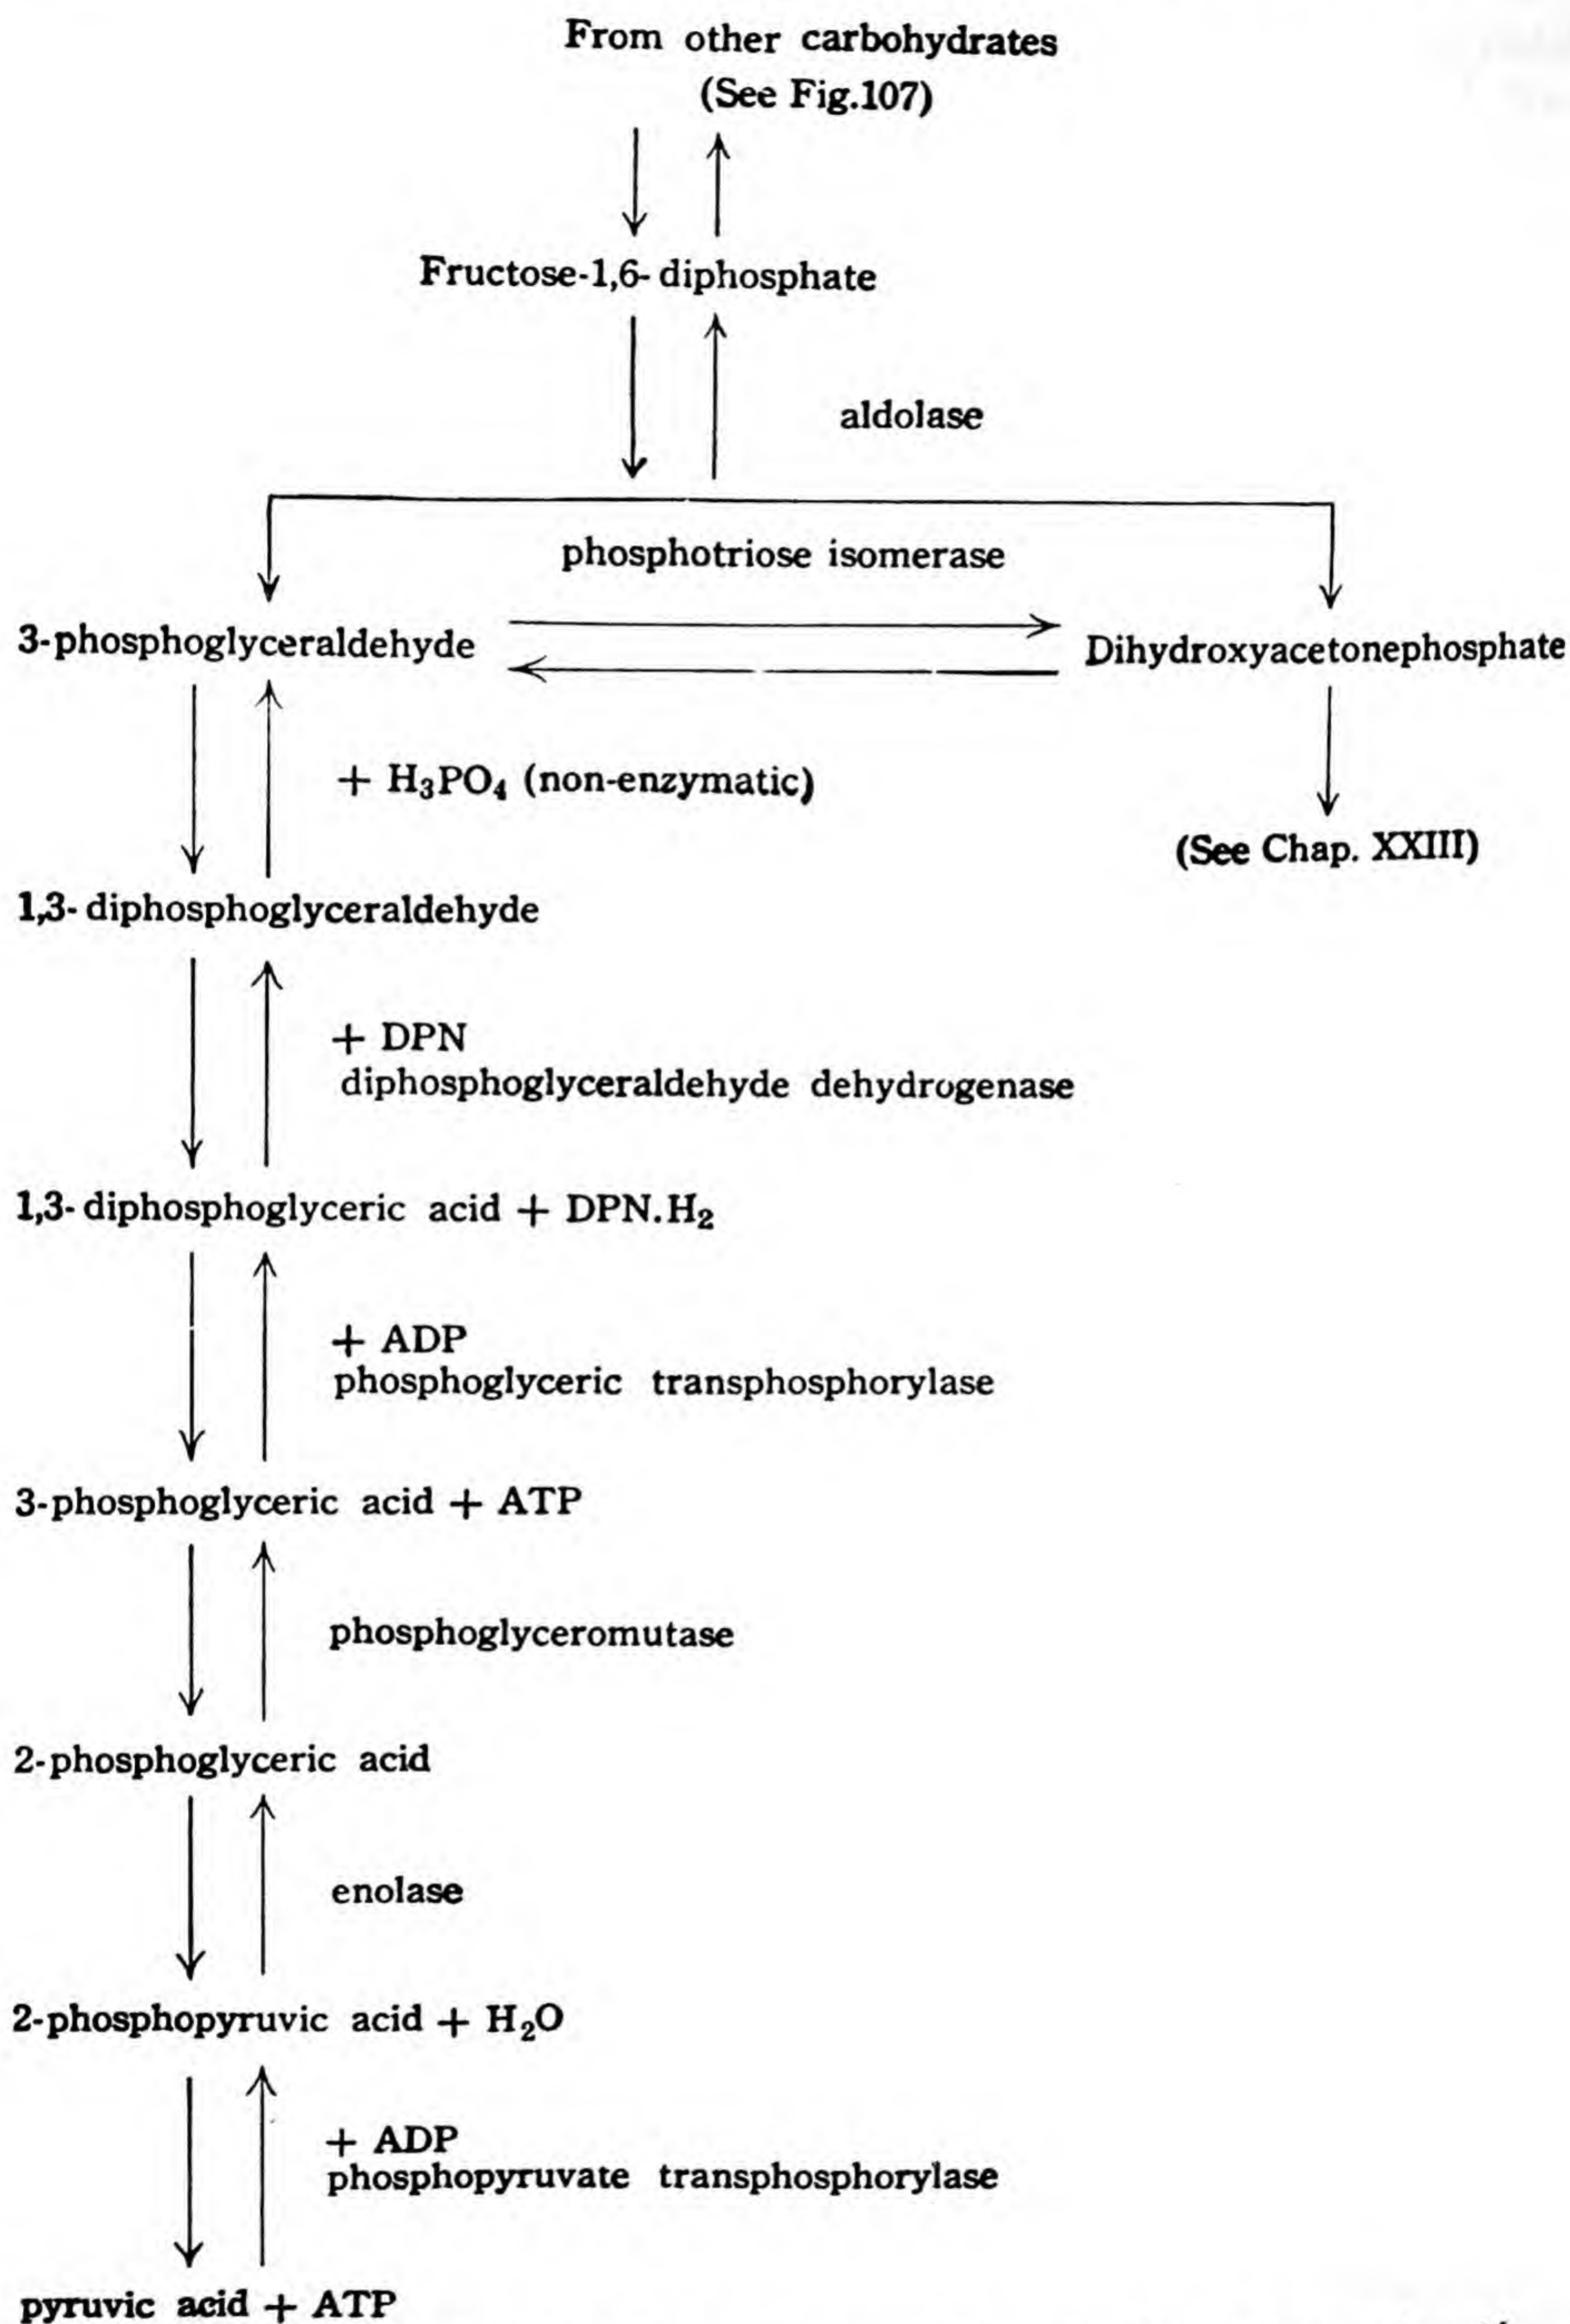 From other carbohydrates
(See Fig.107)
Fructose-1,6- diphosphate
aldolase
phosphotriose isomerase
3-phosphoglyceraldehyde
Dihydroxyacetonephosphate
+ H₃PO₄ (non-enzymatic)
(See Chap. XXIII)
1,3- diphosphoglyceraldehyde
+ DPN
diphosphoglyceraldehyde dehydrogenase
1,3- diphosphoglyceric acid + DPN.H₂
+ ADP
phosphoglyceric transphosphorylase
3-phosphoglyceric acid + ATP
phosphoglyceromutase
2-phosphoglyceric acid
enolase
2-phosphopyruvic acid + H₂O
+ ADP
phosphopyruvate transphosphorylase
pyruvic acid + ATP